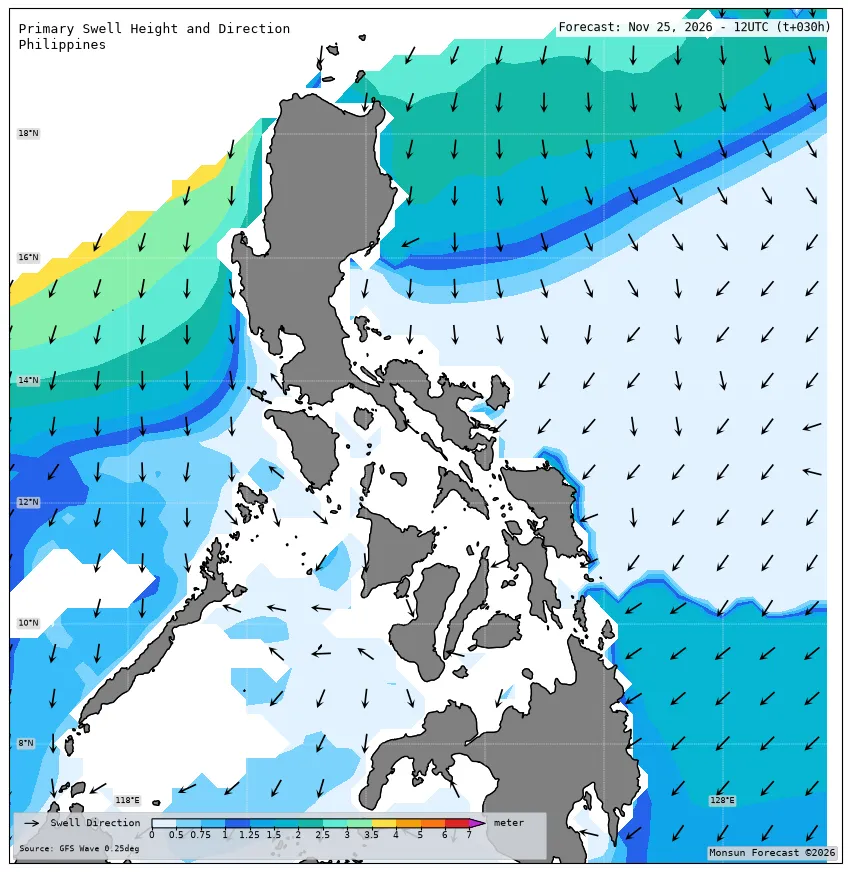 Primary Swell Height and Direction
Philippines
Forecast: Nov 25, 2026 - 12UTC (t+030h)
18°N
16°N
14°N
12°N
10°N
8°N
118°E
128°E
Swell Direction
meter
0 0.5 0.75 1 1.25 1.5 2 2.5 3 3.5 4 5 6 7
Source: GFS Wave 0.25deg
Monsun Forecast ©2026